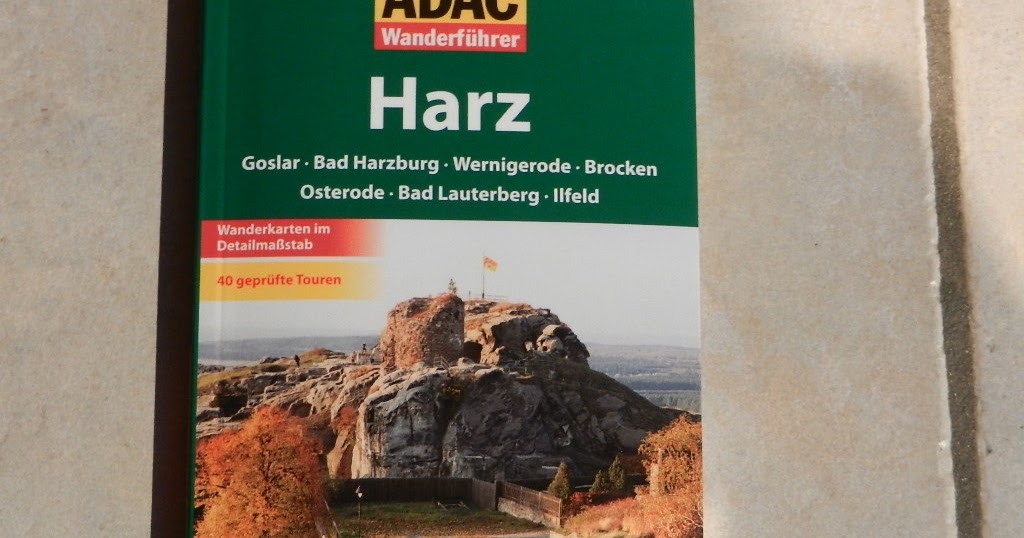 ADAC
Wanderführer
Harz
Goslar · Bad Harzburg · Wernigerode · Brocken
Osterode · Bad Lauterberg · Ilfeld
Wanderkarten im
Detailmaßstab
40 geprüfte Touren